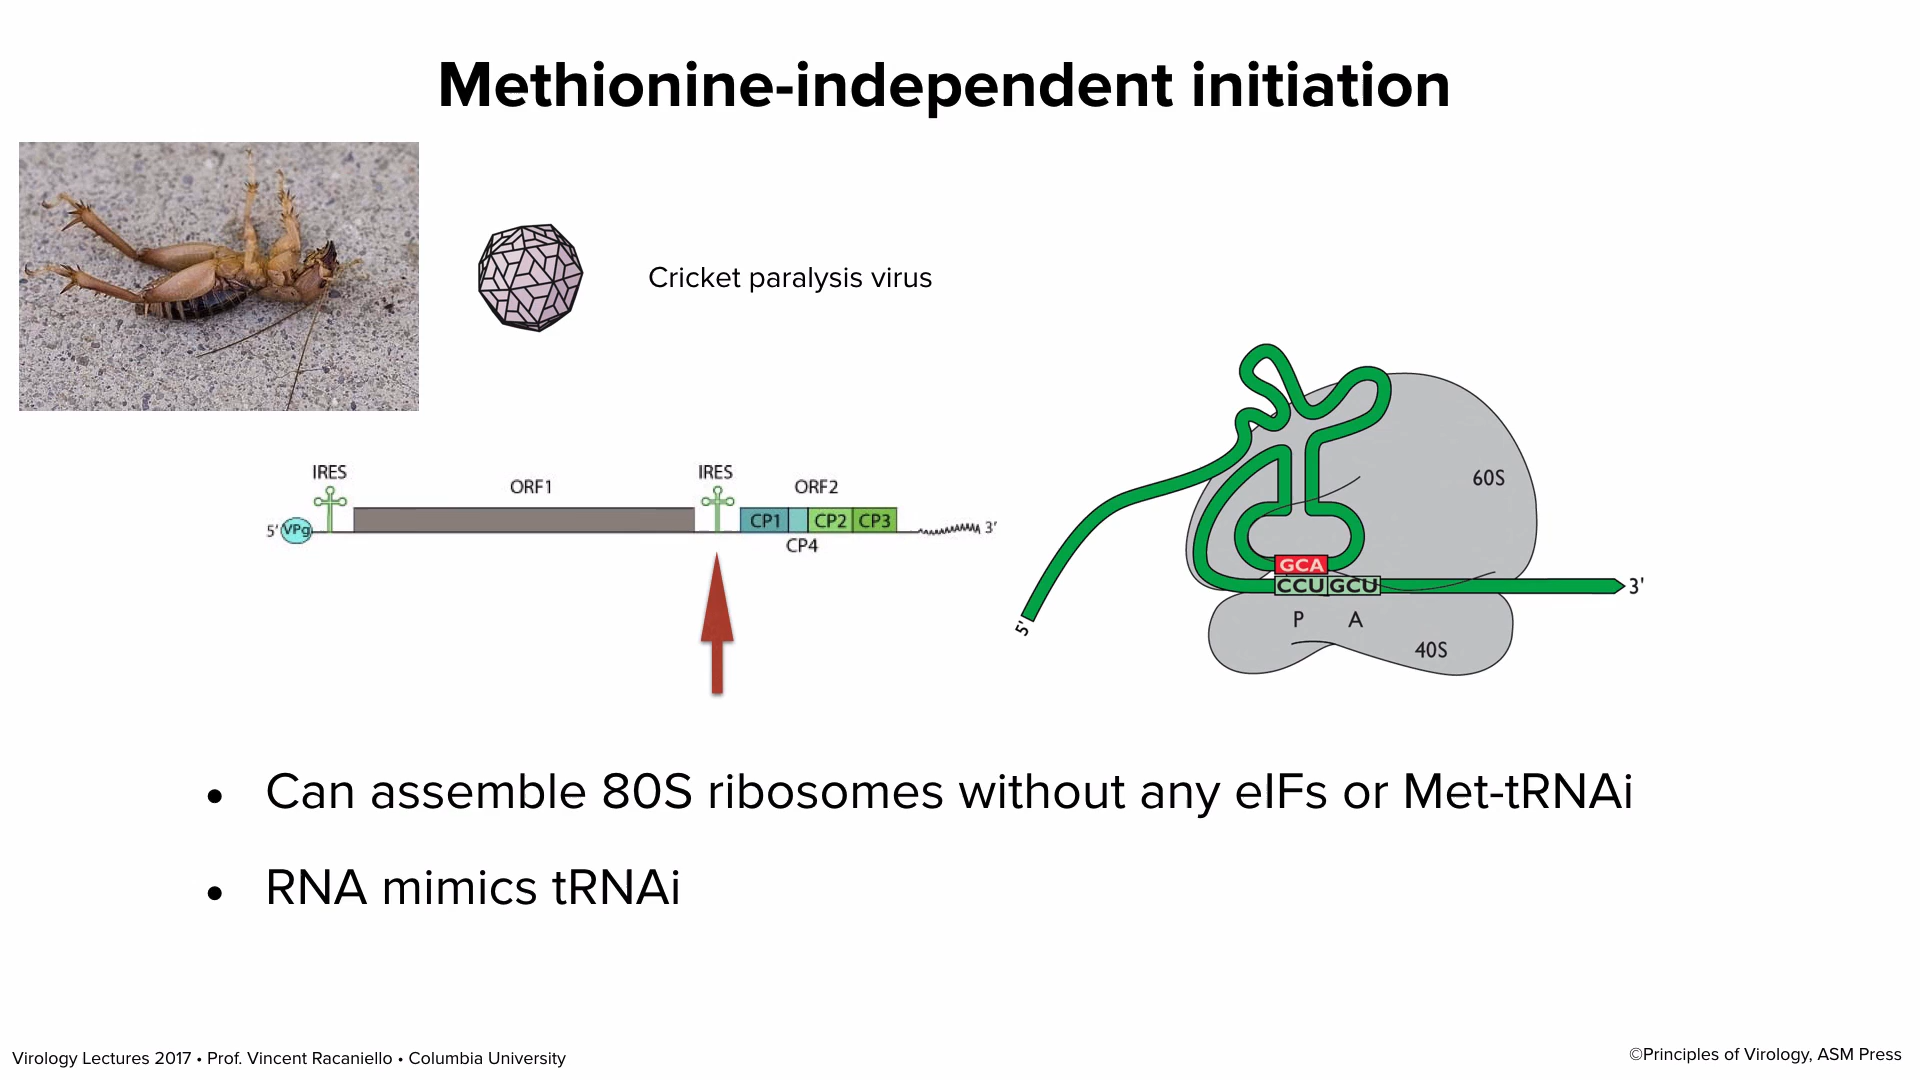 Methionine-independent initiation
Cricket paralysis virus
IRES
ORF1
IRES
ORF2
5'
VPg
CP1
CP2
CP3
CP4
3'
60S
GCA
CCU
GCU
3'
P
A
5'
40S
• Can assemble 80S ribosomes without any eIFs or Met-tRNAi
• RNA mimics tRNAi
Virology Lectures 2017 • Prof. Vincent Racaniello • Columbia University
©Principles of Virology, ASM Press